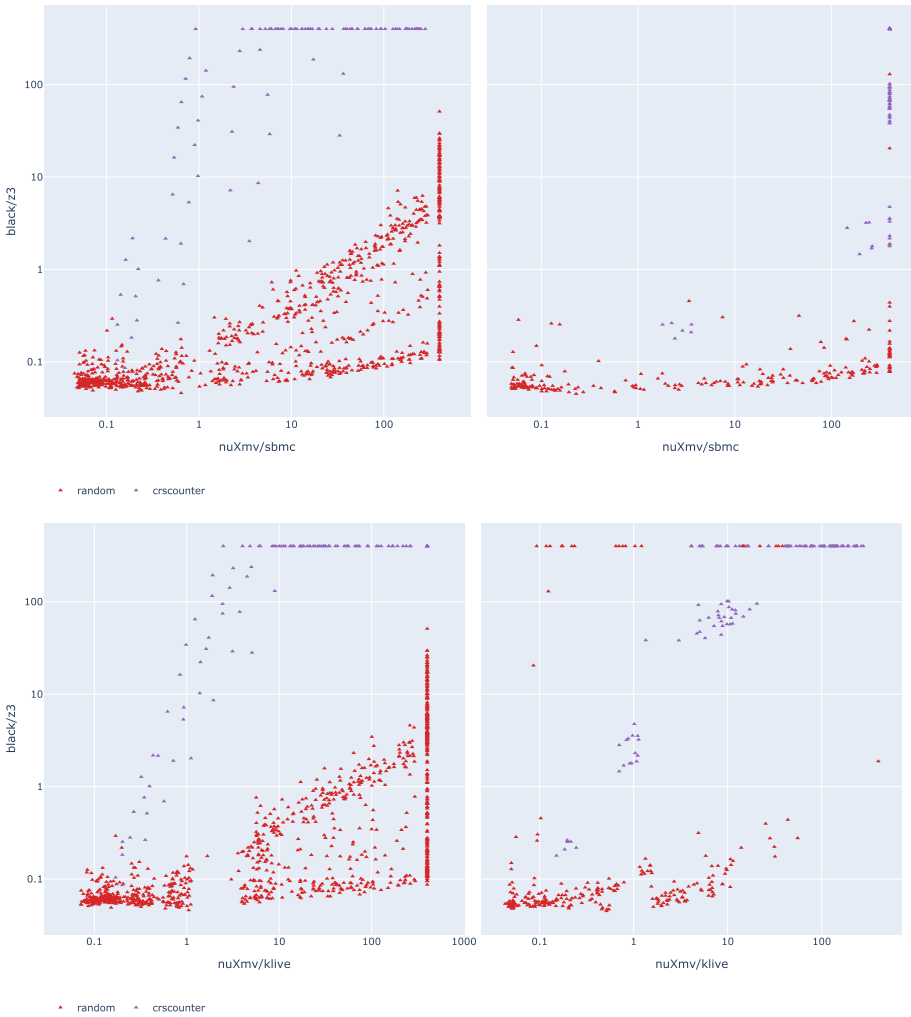 100
10
1
0.1
black/z3
0.1 1 10 100 0.1 1 10 100
nuXmv/sbmc nuXmv/sbmc
random crscounter
100
10
1
0.1
black/z3
0.1 1 10 100 1000 0.1 1 10 100
nuXmv/klive nuXmv/klive
random crscounter